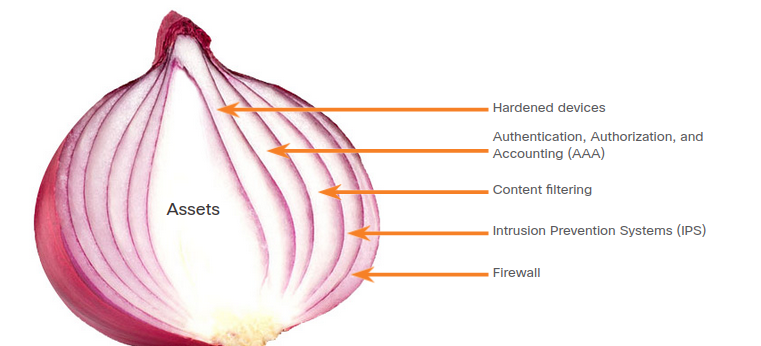 Hardened devices
Authentication, Authorization, and
Accounting (AAA)
Content filtering
Assets
Intrusion Prevention Systems (IPS)
Firewall